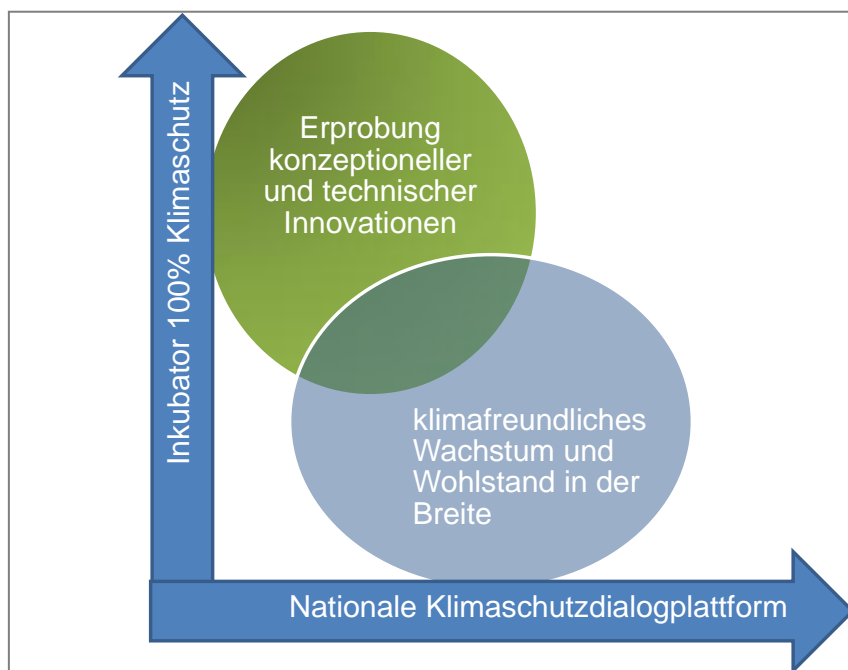 Inkubator 100% Klimaschutz
Erprobung
konzeptioneller
und technischer
Innovationen
klimafreundliches
Wachstum und
Wohlstand in der
Breite
Nationale Klimaschutzdialogplattform